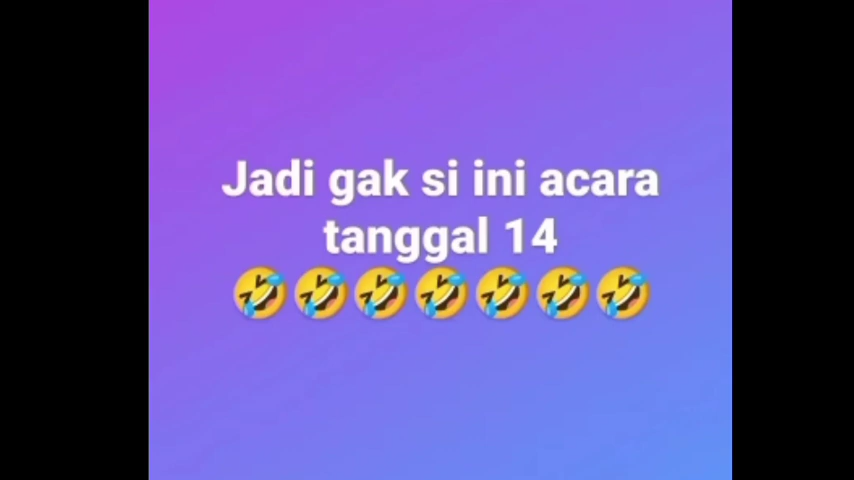 Jadi gak si ini acara
tanggal 14
🤣🤣🤣🤣🤣🤣🤣